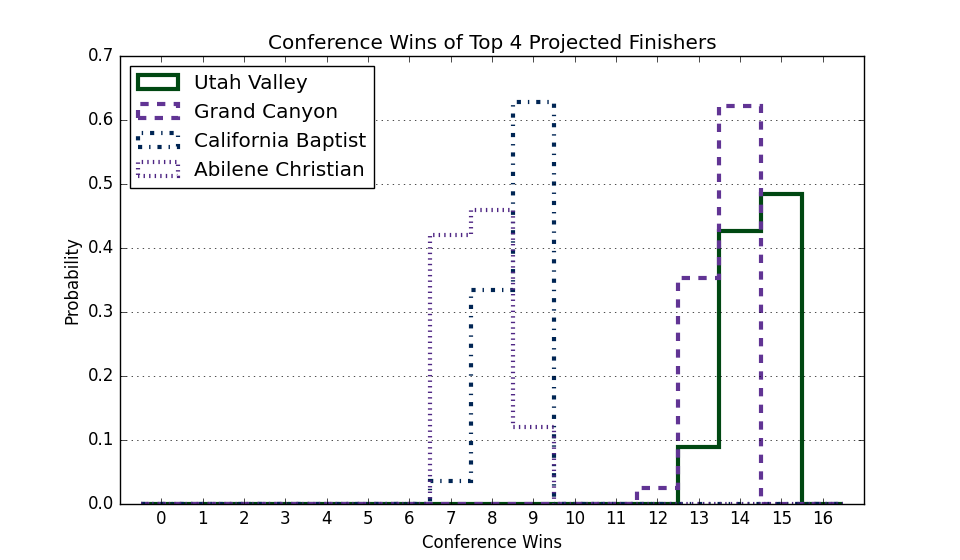 Conference Wins of Top 4 Projected Finishers
Utah Valley
Grand Canyon
California Baptist
Abilene Christian
Probability
0.7
0.6
0.5
0.4
0.3
0.2
0.1
0.0
0 1 2 3 4 5 6 7 8 9 10 11 12 13 14 15 16
Conference Wins